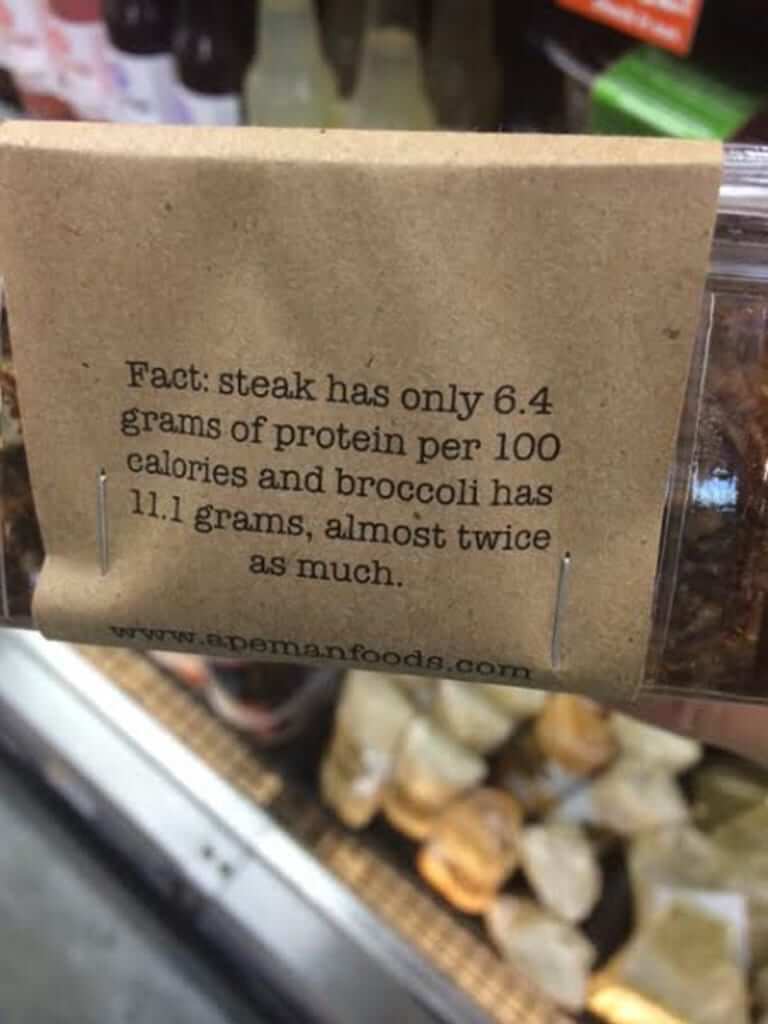 Fact: steak has only 6.4
grams of protein per 100
calories and broccoli has
11.1 grams, almost twice
as much.
www.apemanfoods.com